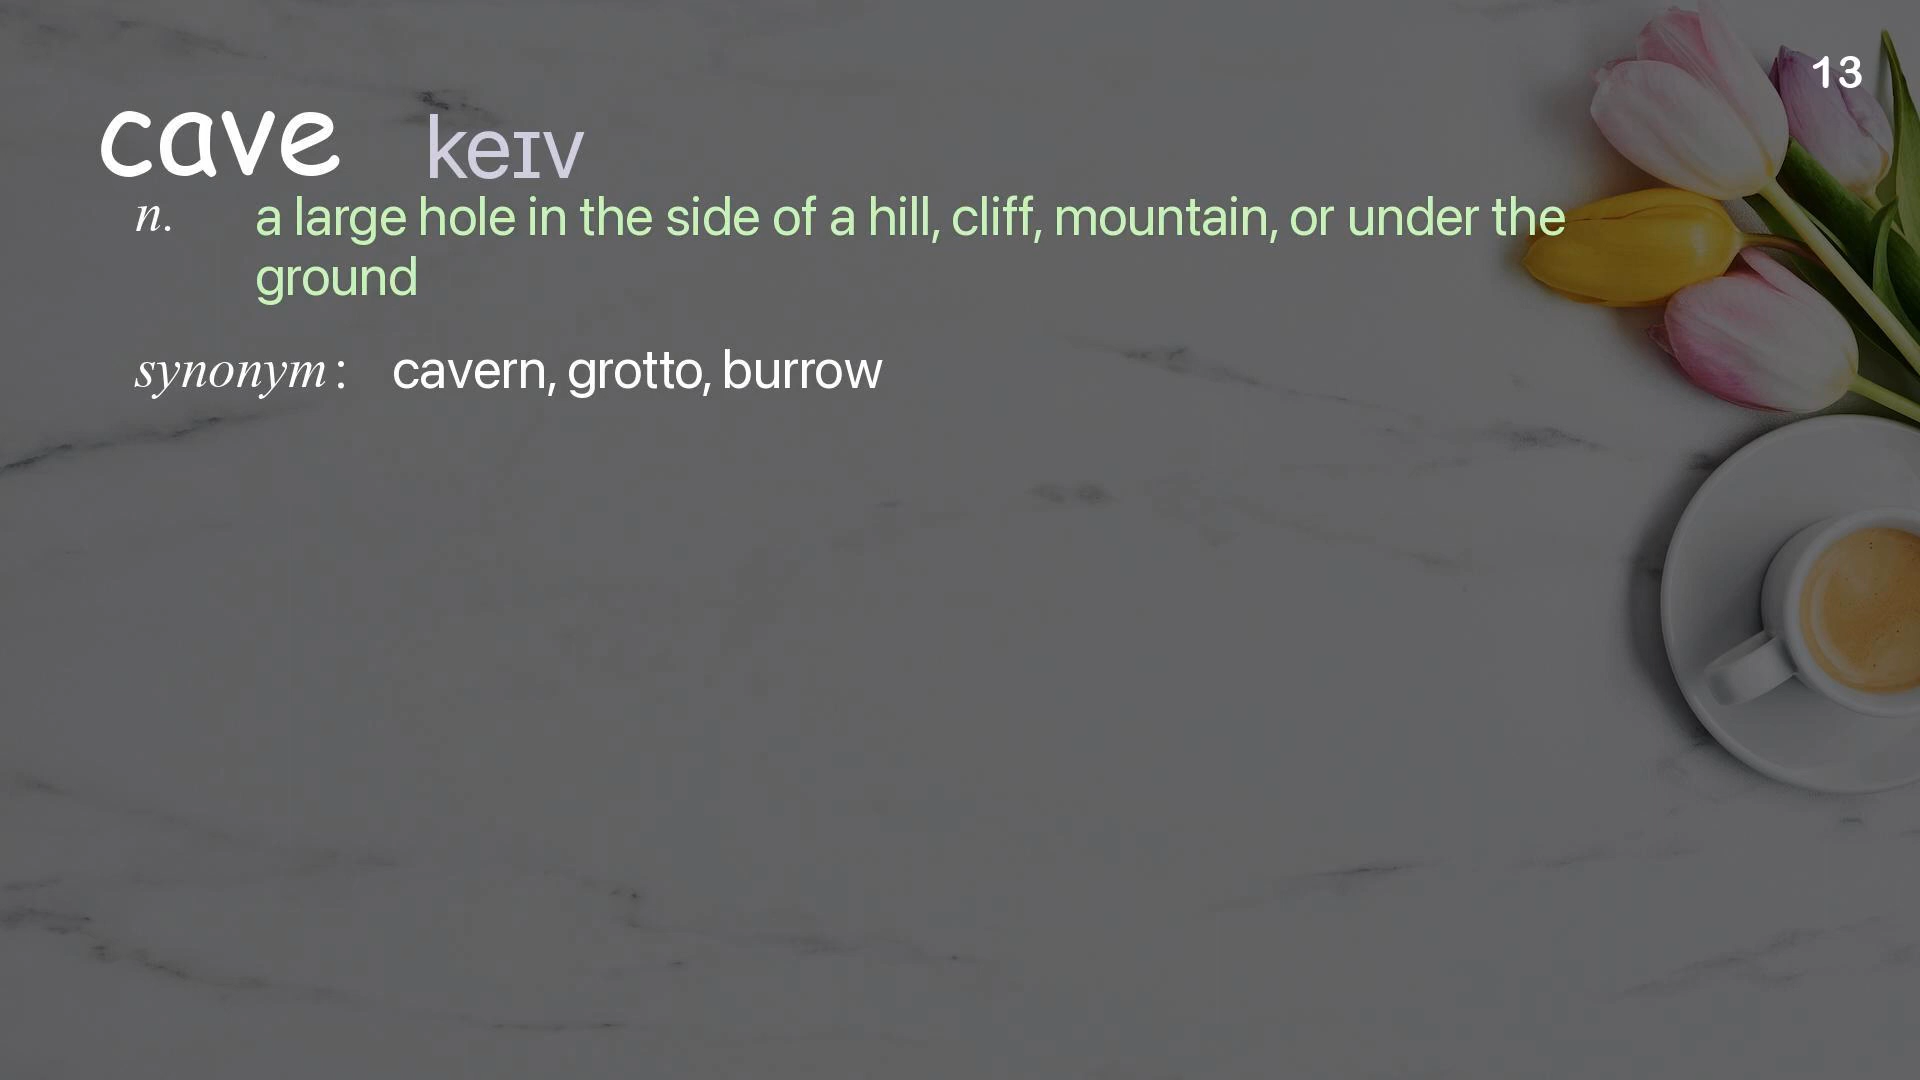 13
cave keɪv
n. a large hole in the side of a hill, cliff, mountain, or under the
ground
synonym: cavern, grotto, burrow